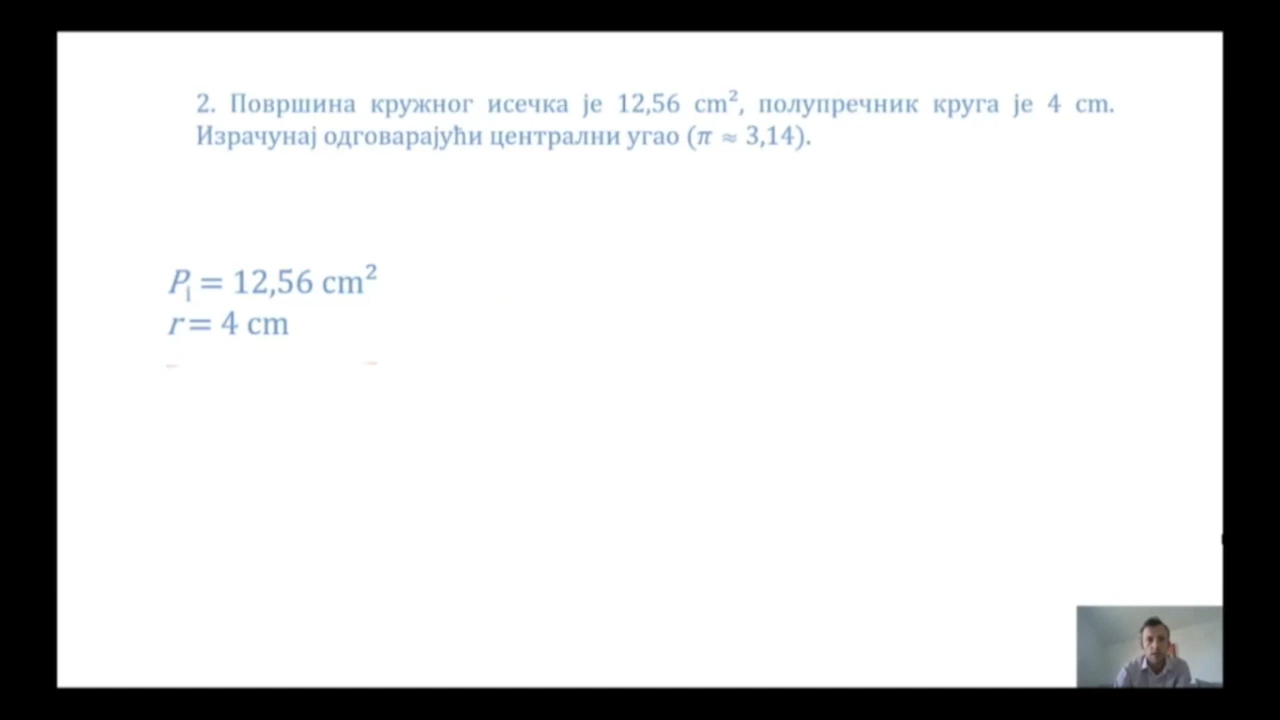 2. Површина кружног исечка је 12,56 cm², полупречник круга је 4 cm.
Израчунај одговарајући централни угао (π ≈ 3,14).
Pᵢ = 12,56 cm²
r = 4 cm